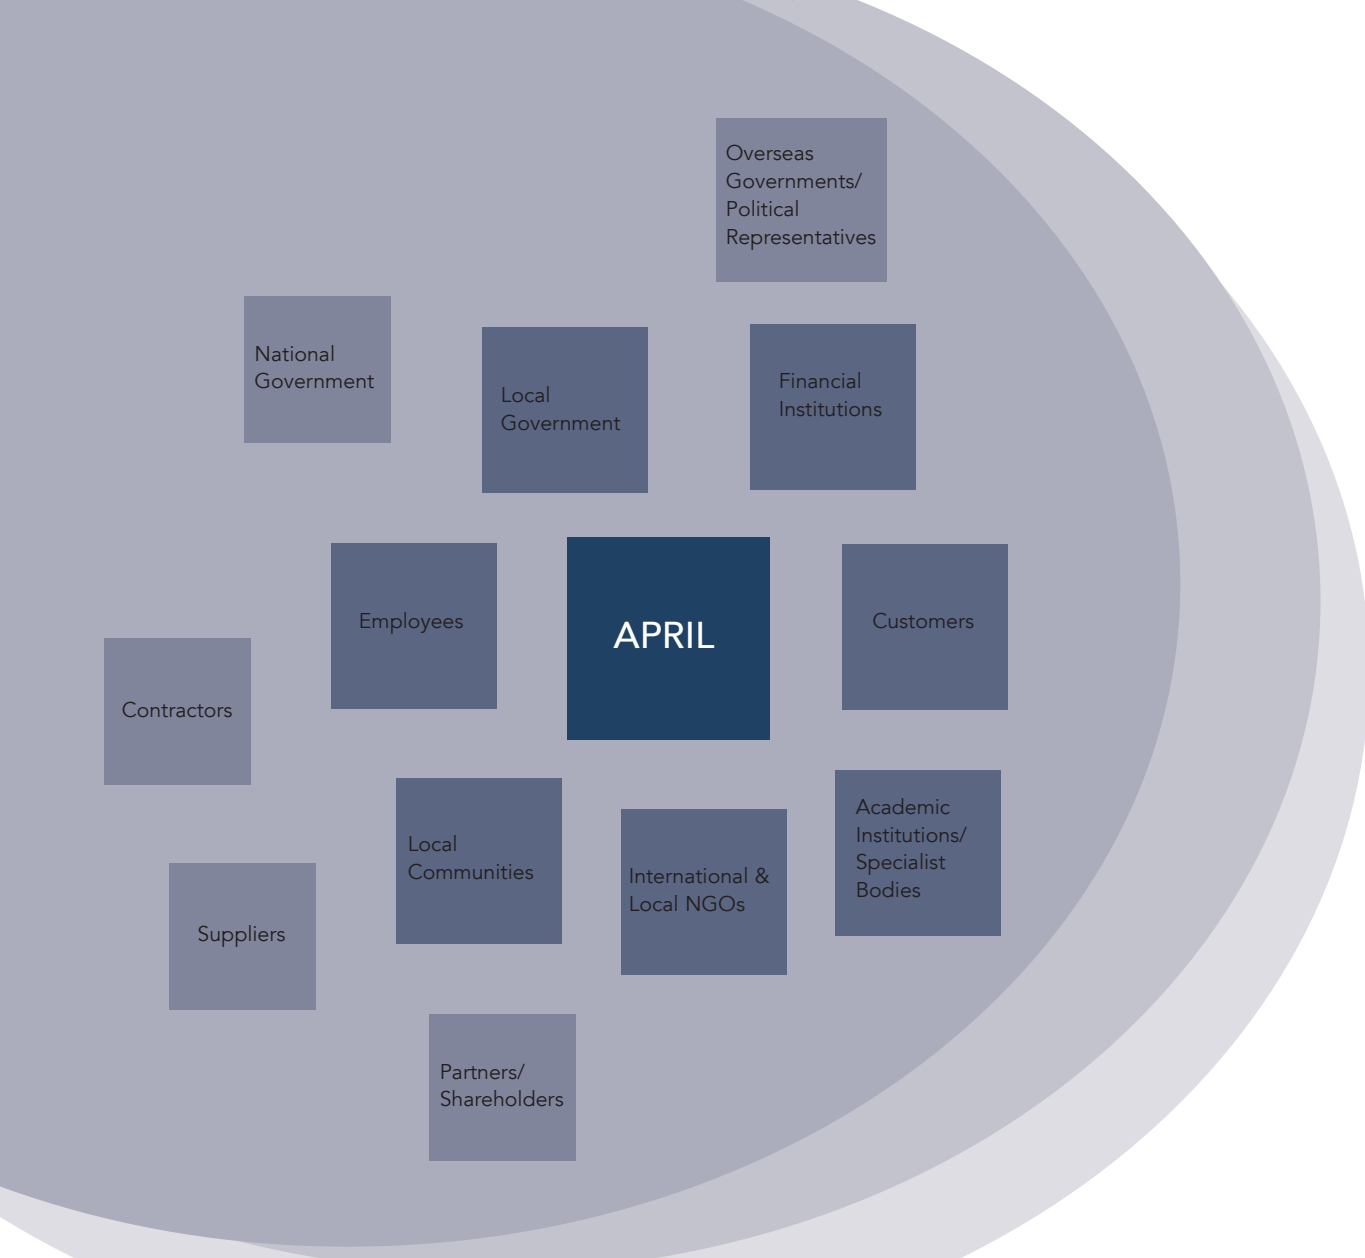 Overseas
Governments/
Political
Representatives
National
Government
Local
Government
Financial
Institutions
Employees
APRIL
Customers
Contractors
Local
Communities
International &
Local NGOs
Academic
Institutions/
Specialist
Bodies
Suppliers
Partners/
Shareholders